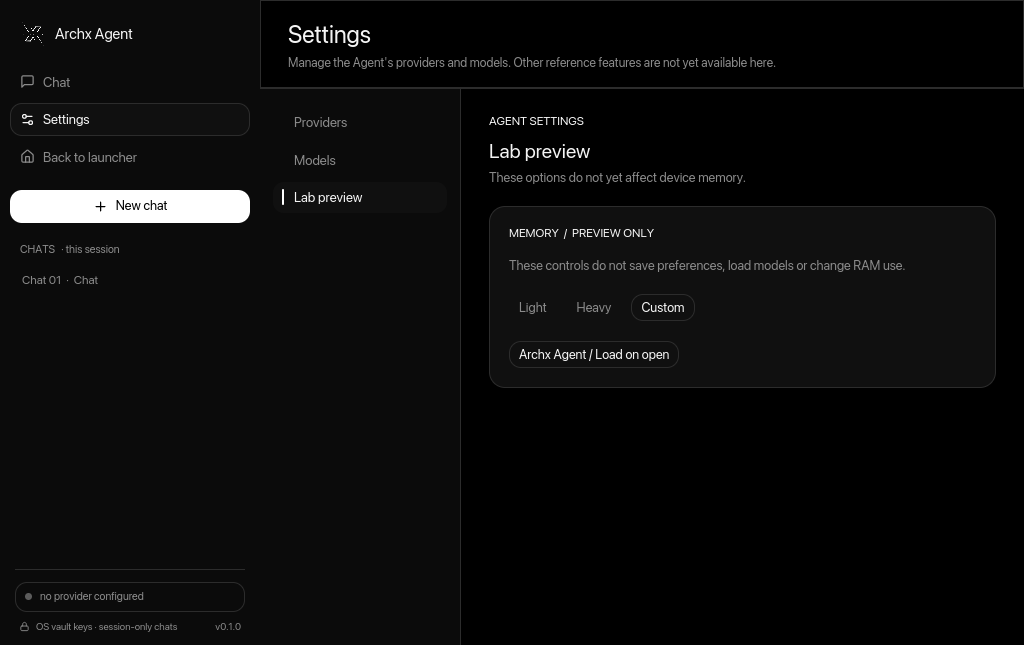 Archx Agent
Chat
Settings
Back to launcher
+ New chat
CHATS · this session
Chat 01 · Chat
no provider configured
OS vault keys · session-only chats v0.1.0
Settings
Manage the Agent's providers and models. Other reference features are not yet available here.
Providers
Models
Lab preview
AGENT SETTINGS
Lab preview
These options do not yet affect device memory.
MEMORY / PREVIEW ONLY
These controls do not save preferences, load models or change RAM use.
Light Heavy Custom
Archx Agent / Load on open